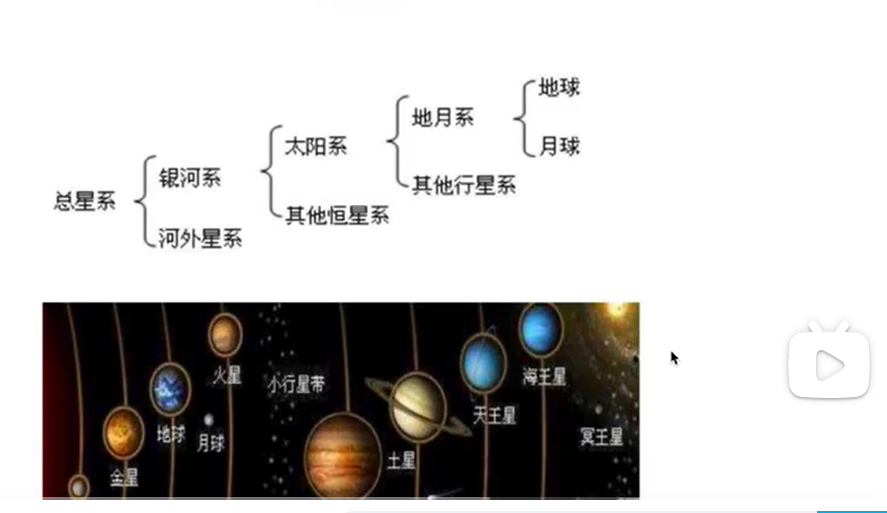 地球
地月系
太阳系
月球
银河系
其他行星系
总星系
其他恒星系
河外星系
火星
小行星带
海王星
天王星
地球
月球
冥王星
土星
金星